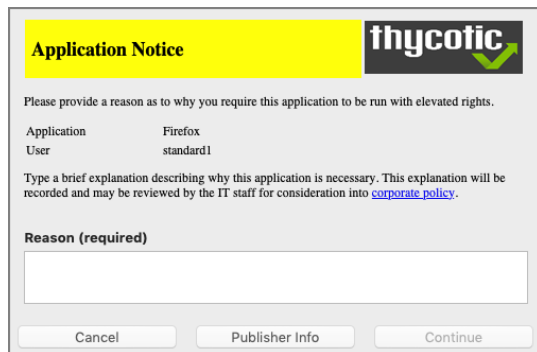 Application Notice
thycotic
Please provide a reason as to why you require this application to be run with elevated rights.
Application Firefox
User standard1
Type a brief explanation describing why this application is necessary. This explanation will be
recorded and may be reviewed by the IT staff for consideration into corporate policy.
Reason (required)
Cancel Publisher Info Continue